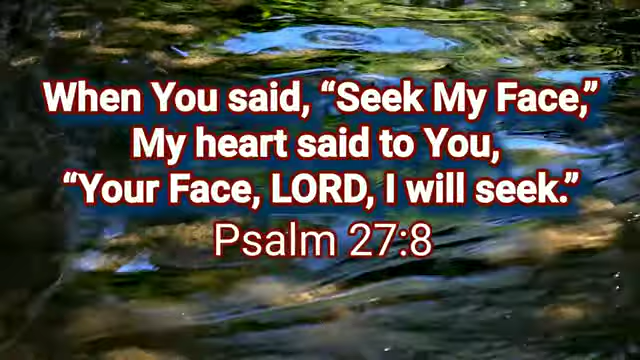 When You said, “Seek My Face,”
My heart said to You,
“Your Face, LORD, I will seek.”
Psalm 27:8